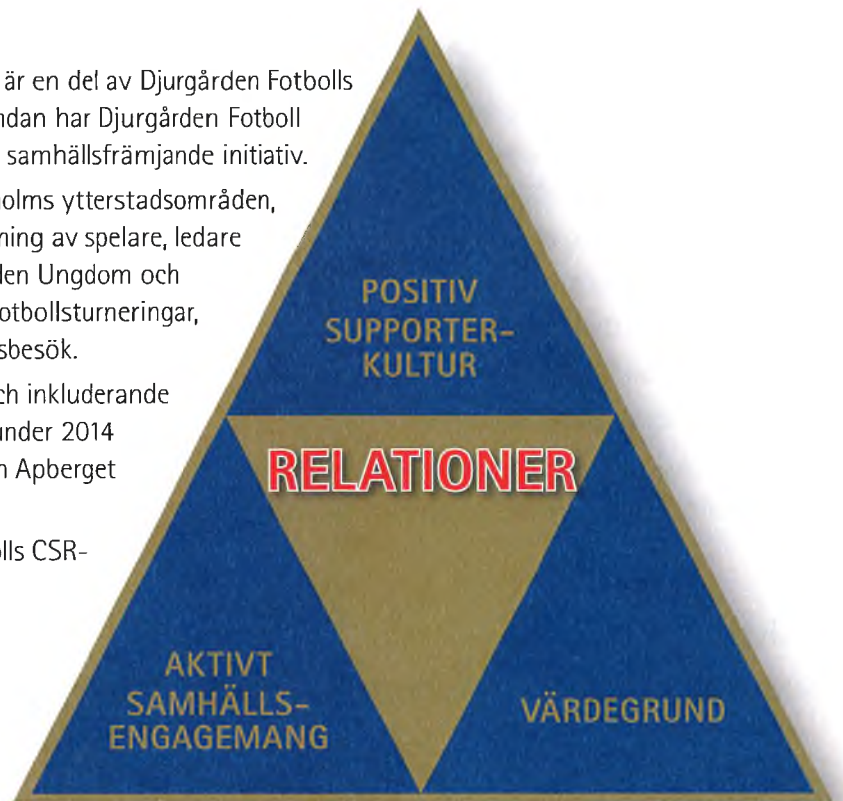 är en del av Djurgården Fotbolls
ndan har Djurgården Fotboll
samhällsfrämjande initiativ.
olms ytterstadsområden,
ning av spelare, ledare
den Ungdom och
otbollsturneringar,
sbesök.
ch inkluderande
under 2014
n Apberget
lls CSR-
POSITIV
SUPPORTER-
KULTUR
RELATIONER
AKTIVT
SAMHÄLLS-
ENGAGEMANG
VÄRDEGRUND